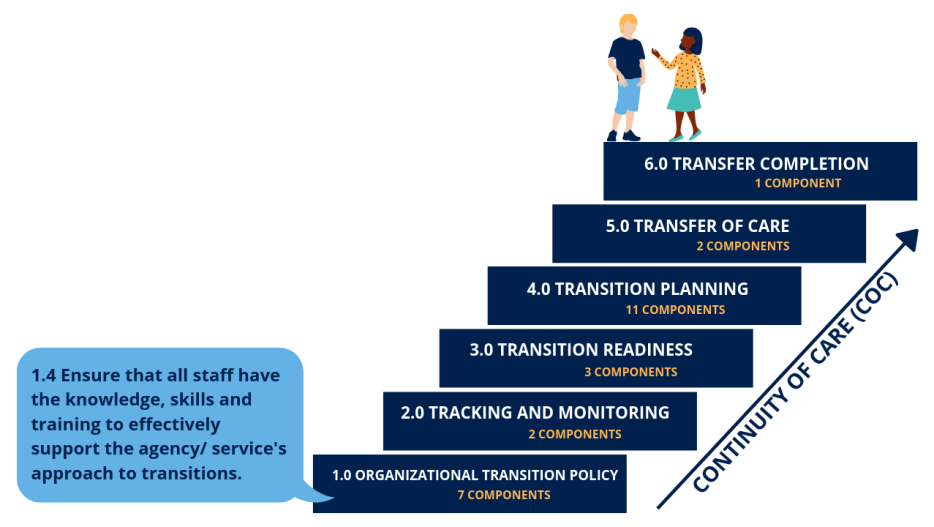 6.0 TRANSFER COMPLETION
1 COMPONENT
5.0 TRANSFER OF CARE
2 COMPONENTS
4.0 TRANSITION PLANNING
11 COMPONENTS
3.0 TRANSITION READINESS
3 COMPONENTS
2.0 TRACKING AND MONITORING
2 COMPONENTS
1.0 ORGANIZATIONAL TRANSITION POLICY
7 COMPONENTS
1.4 Ensure that all staff have
the knowledge, skills and
training to effectively
support the agency/ service's
approach to transitions.
CONTINUITY OF CARE (COC)